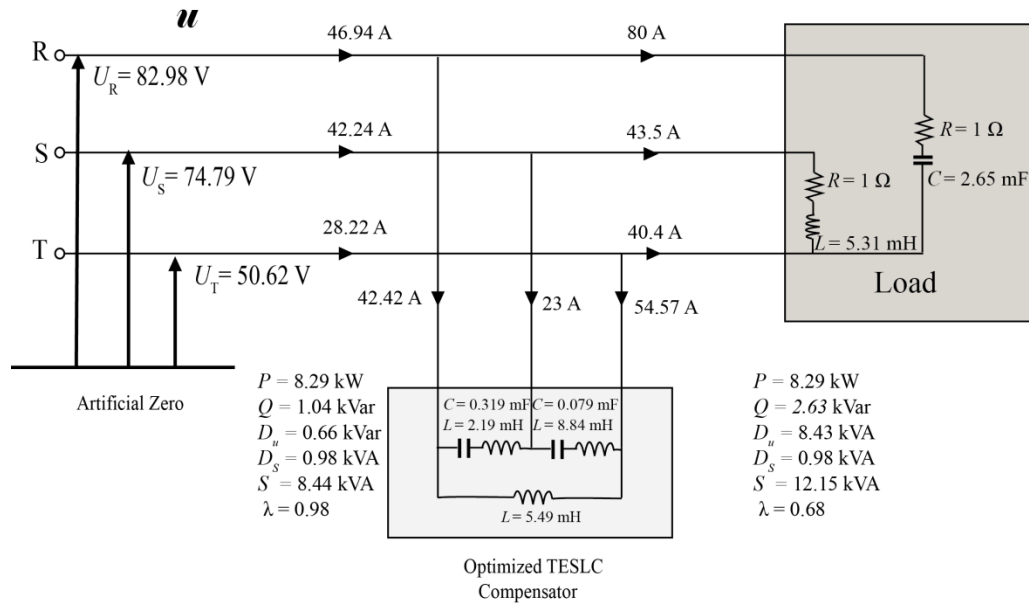 u
46.94 A
80 A
R
U_R = 82.98 V
42.24 A
43.5 A
S
U_S = 74.79 V
R = 1 Ω
C = 2.65 mF
R = 1 Ω
28.22 A
40.4 A
T
U_T = 50.62 V
L = 5.31 mH
Load
42.42 A
23 A
54.57 A
Artificial Zero
P = 8.29 kW
Q = 1.04 kVar
D_u = 0.66 kVar
D_s = 0.98 kVA
S = 8.44 kVA
λ = 0.98
C = 0.319 mF
L = 2.19 mH
C = 0.079 mF
L = 8.84 mH
L = 5.49 mH
Optimized TESLC
Compensator
P = 8.29 kW
Q = 2.63 kVar
D_u = 8.43 kVA
D_s = 0.98 kVA
S = 12.15 kVA
λ = 0.68